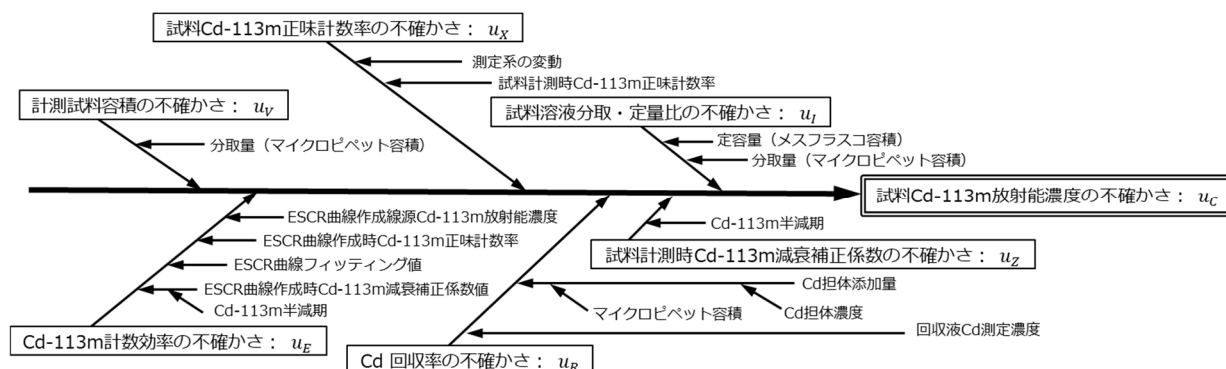 試料Cd-113m正味計数率の不確かさ： u_X
測定系の変動
試料計測時Cd-113m正味計数率
計測試料容積の不確かさ： u_V
分取量（マイクロピペット容積）
試料溶液分取・定量比の不確かさ： u_I
定容量（メスフラスコ容積）
分取量（マイクロピペット容積）
試料Cd-113m放射能濃度の不確かさ： u_C
ESCR曲線作成線源Cd-113m放射能濃度
ESCR曲線作成時Cd-113m正味計数率
ESCR曲線フィッティング値
ESCR曲線作成時Cd-113m減衰補正係数値
Cd-113m半減期
Cd-113m計数効率の不確かさ： u_E
Cd-113m半減期
試料計測時Cd-113m減衰補正係数の不確かさ： u_Z
Cd担体添加量
マイクロピペット容積
Cd担体濃度
回収液Cd測定濃度
Cd 回収率の不確かさ： u_R